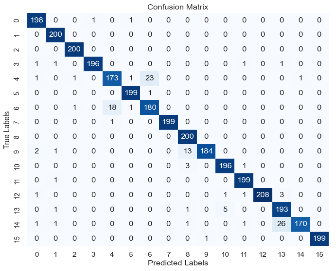 Confusion Matrix
0 196 0 0 1 0 1 0 0 0 0 0 0 0 0 0 0
1 0 200 0 0 0 0 0 0 0 0 0 0 0 0 0 0
2 0 0 200 0 0 0 0 0 0 0 0 0 0 0 0 0
3 0 1 1 196 0 0 0 0 0 0 0 1 0 1 0 0
4 1 0 1 0 173 1 23 0 0 0 0 0 0 0 1 0
5 0 0 0 0 0 199 1 0 0 0 0 0 0 0 0 0
6 0 0 1 0 18 1 180 0 0 0 0 0 0 0 0 0
7 0 0 0 0 1 0 0 199 0 0 0 0 0 0 0 0
8 0 0 0 0 0 0 0 0 200 0 0 0 0 0 0 0
9 2 1 0 0 0 0 0 0 13 184 0 0 0 0 0 0
10 0 1 0 0 0 0 0 0 3 0 196 0 0 0 0 0
11 0 1 0 0 0 0 0 0 0 0 0 199 0 0 0 0
12 1 0 0 0 0 0 0 0 1 0 0 1 208 3 0 0
13 0 1 0 0 0 0 0 0 1 0 5 0 0 193 0 0
14 1 1 0 0 0 0 0 0 1 0 0 1 0 26 170 0
15 0 0 0 0 0 0 0 0 0 1 0 0 0 0 0 199
0 1 2 3 4 5 6 7 8 9 10 11 12 13 14 15
Predicted Labels
True Labels